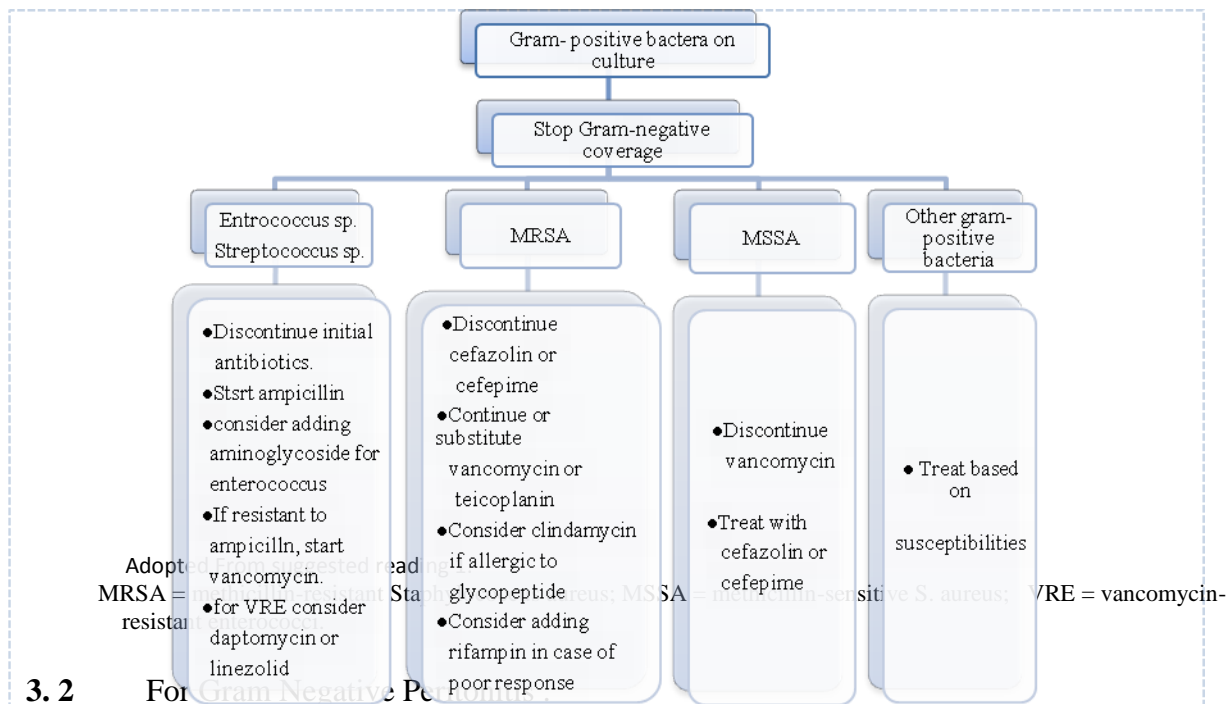 Gram- positive bactera on
culture
Stop Gram-negative
coverage
Entrococcus sp.
Streptococcus sp.
MRSA
MSSA
Other gram-
positive
bacteria
●Discontinue initial
antibiotics.
●Stsrt ampicillin
●consider adding
aminoglycoside for
enterococcus
●If resistant to
ampicilln, start
vancomycin.
●for VRE consider
daptomycin or
linezolid
●Discontinue
cefazolin or
cefepime
●Continue or
substitute
vancomycin or
teicoplanin
●Consider clindamycin
if allergic to
glycopeptide
●Consider adding
rifampin in case of
poor response
●Discontinue
vancomycin
●Treat with
cefazolin or
cefepime
● Treat based
on
susceptibilities
Adopted From suggested reading
MRSA = methicillin-resistant Staph aureus; MSSA = methicillin-sensitive S. aureus; VRE = vancomycin-
resistant enterococci.
3. 2 For Gram Negative Peritonitis